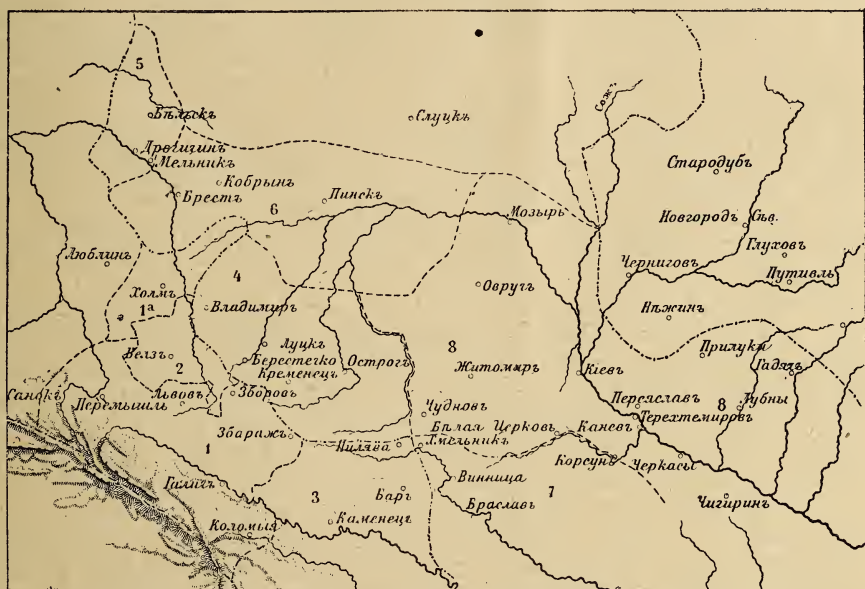 5
Бѣльскъ
Слуцкъ
Сожъ
Дрогизинъ
Мельникъ
Стародубъ
Кобрынъ
Брестъ
Пинскъ
6
Мозырь
Новгородъ Сѣв.
Глуховъ
Люблинъ
Черниговъ
Путивль
4
Холмъ
Овручъ
1ª
Владимиръ
Нѣжинъ
Луцкъ
8
Прилуки
Белзъ
2
Берестечко
Острогъ
Гадячъ
Кременецъ
Житомиръ
Кіевъ
Санокъ
Перемышль
Львовъ
Зборовъ
Переяславъ
8
Лубны
Чудновъ
Терехтемировъ
Збаражъ
Бѣлая Церковь
Каневъ
1
Пилява
Хмельникъ
Корсунь
Черкасы
Галичъ
Винница
3
Баръ
7
Браславъ
Чигиринъ
Каменецъ
Коломыя